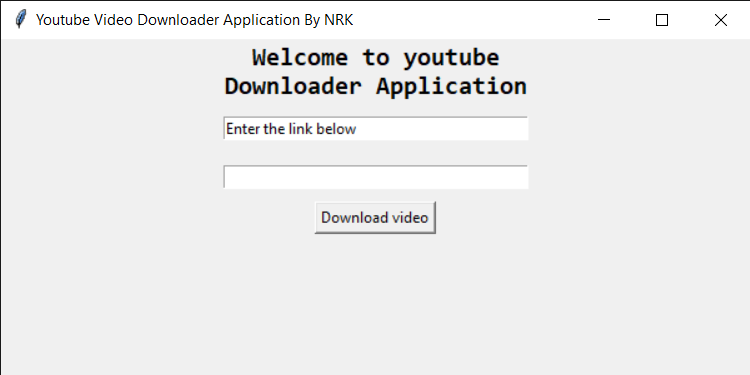 Youtube Video Downloader Application By NRK
Welcome to youtube
Downloader Application
Enter the link below
Download video